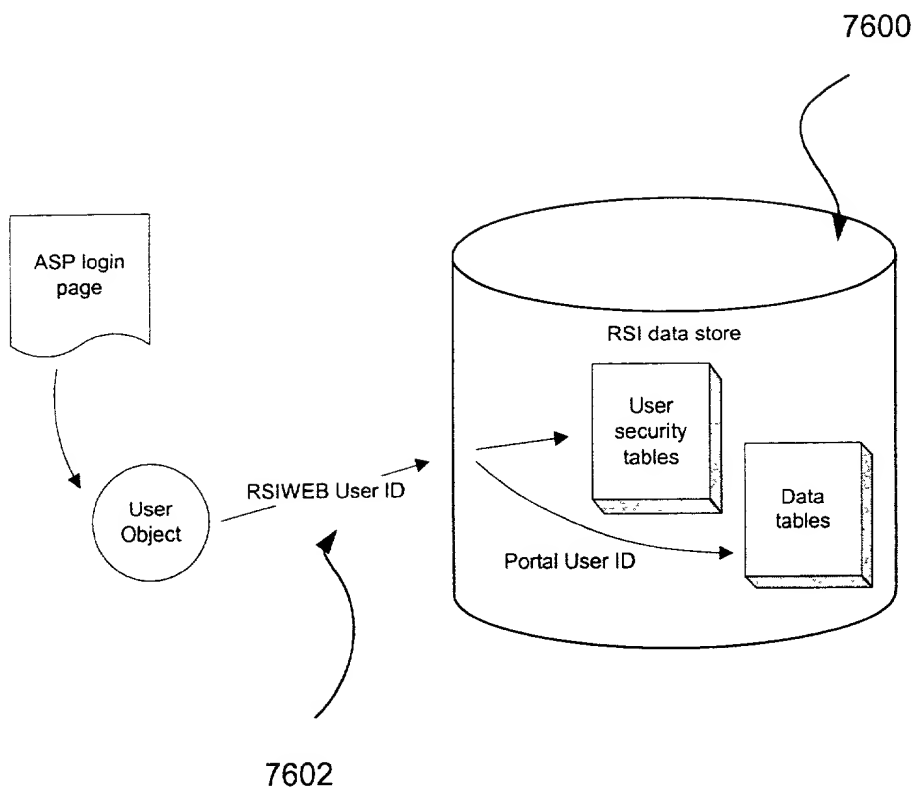 7600
ASP login
page
RSI data store
User
security
tables
RSIWEB User ID
User
Object
Data
tables
Portal User ID
7602